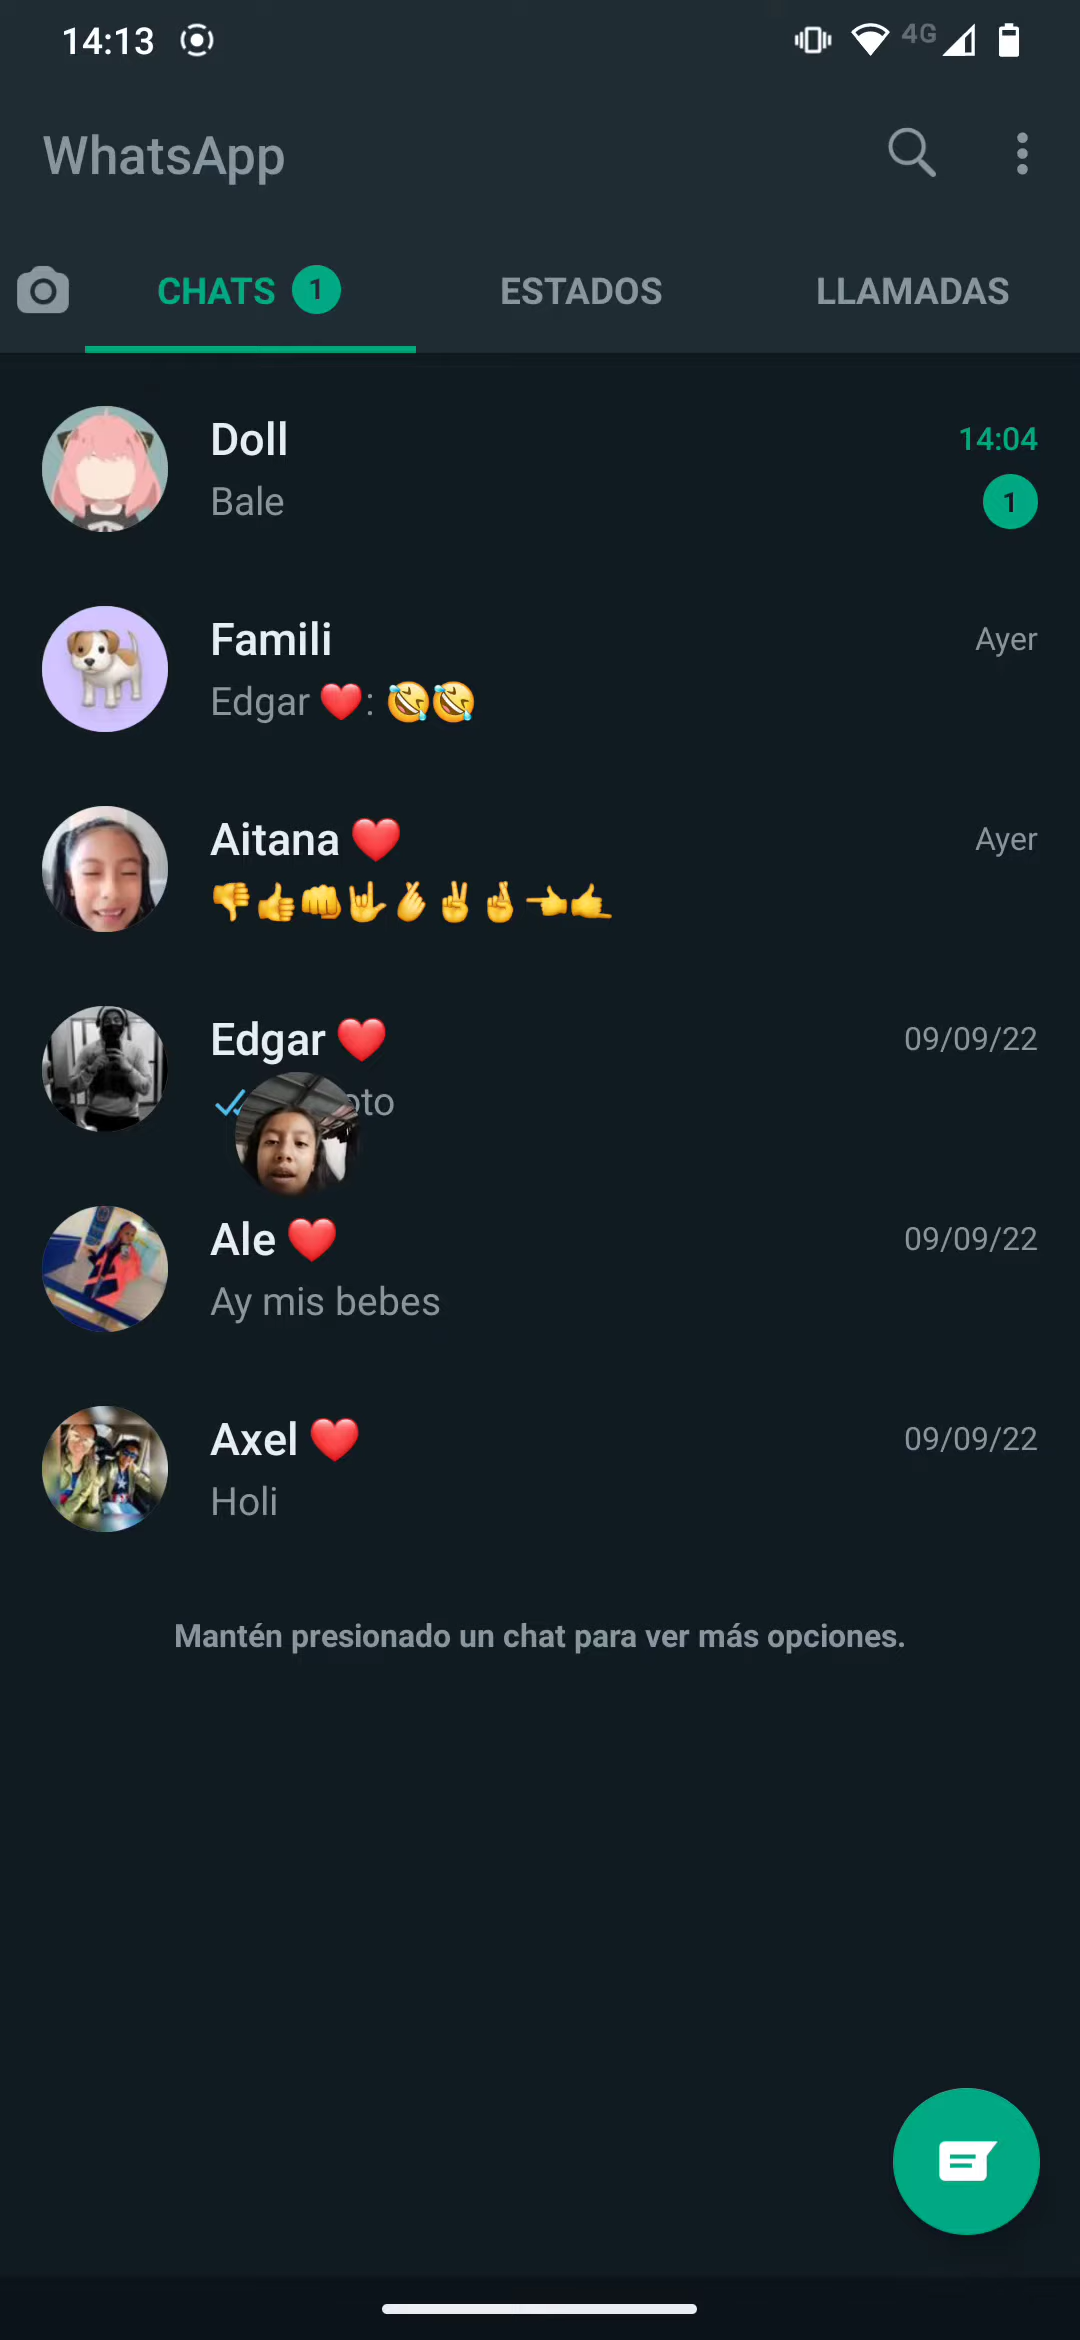 14:13
4G
WhatsApp
CHATS 1
ESTADOS
LLAMADAS
Doll
14:04
Bale
1
Famili
Ayer
Edgar ❤️: 🤣🤣
Aitana ❤️
Ayer
👎👍👊🤟🫰✌️🤞👈🤙
Edgar ❤️
09/09/22
Ale ❤️
09/09/22
Ay mis bebes
Axel ❤️
09/09/22
Holi
Mantén presionado un chat para ver más opciones.